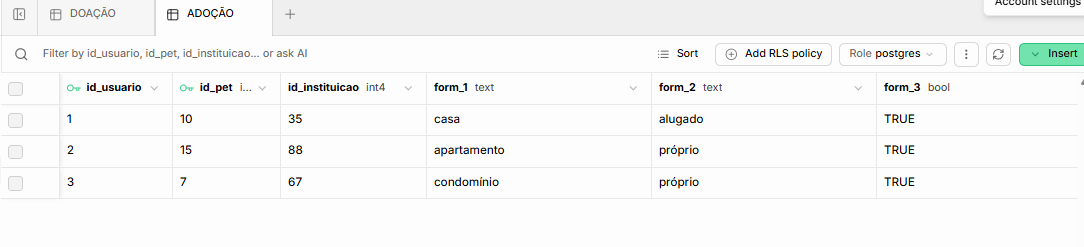 Account settings
DOAÇÃO ADOÇÃO
Filter by id_usuario, id_pet, id_instituicao... or ask AI Sort Add RLS policy Role postgres Insert
id_usuario id_pet i... id_instituicao int4 form_1 text form_2 text form_3 bool
1 10 35 casa alugado TRUE
2 15 88 apartamento próprio TRUE
3 7 67 condomínio próprio TRUE